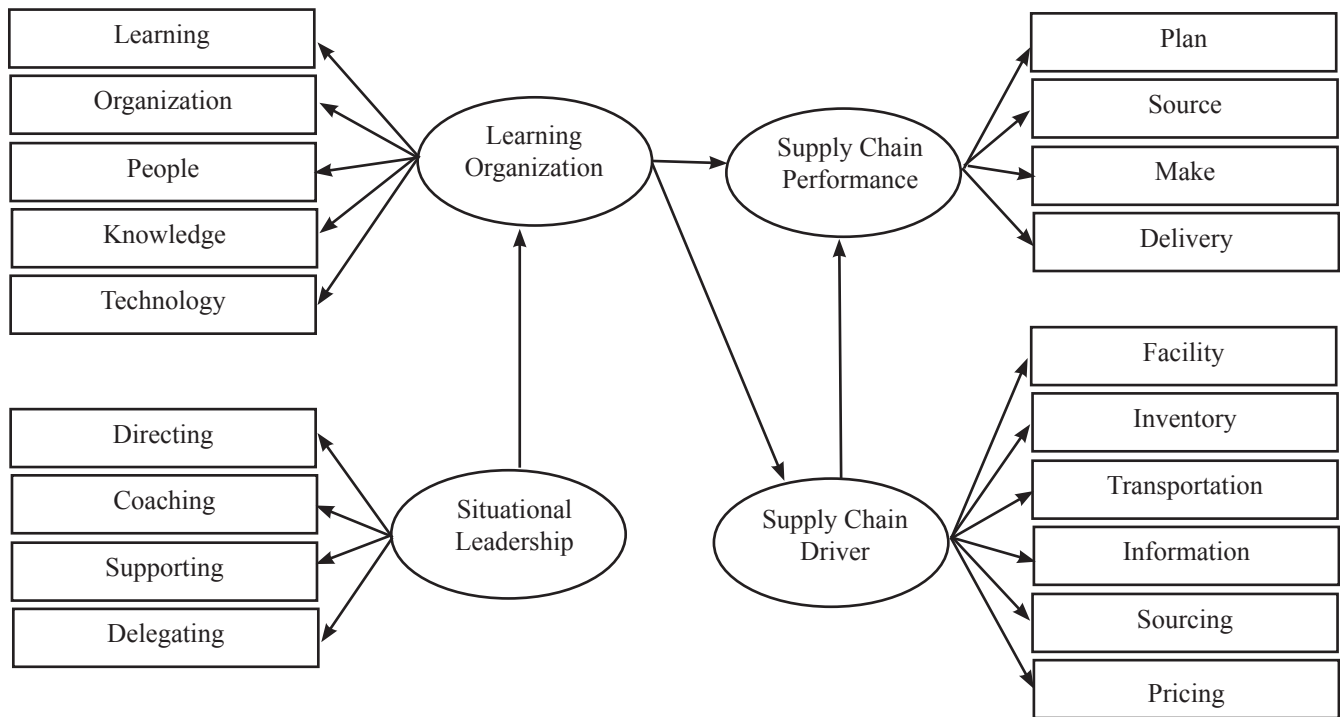 Learning
Organization
People
Knowledge
Technology
Learning
Organization
Supply Chain
Performance
Plan
Source
Make
Delivery
Directing
Coaching
Supporting
Delegating
Situational
Leadership
Supply Chain
Driver
Facility
Inventory
Transportation
Information
Sourcing
Pricing